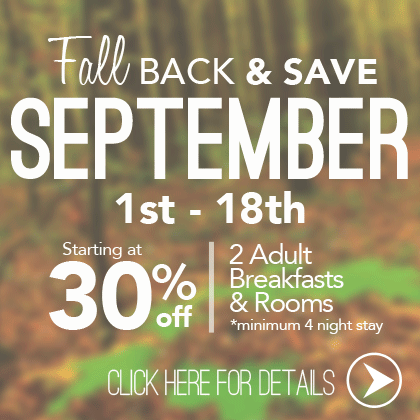 Fall BACK & SAVE
SEPTEMBER
1st - 18th
Starting at
30% off
2 Adult
Breakfasts
& Rooms
*minimum 4 night stay
CLICK HERE FOR DETAILS